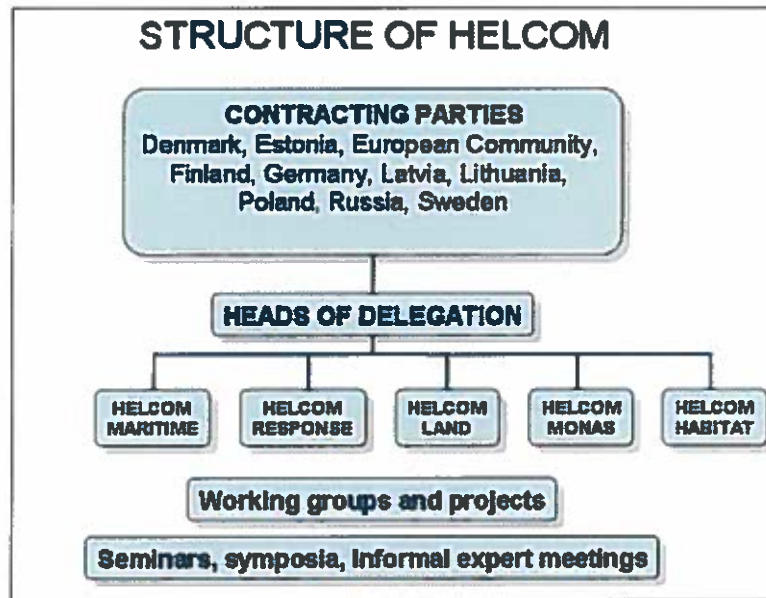 STRUCTURE OF HELCOM
CONTRACTING PARTIES
Denmark, Estonia, European Community,
Finland, Germany, Latvia, Lithuania,
Poland, Russia, Sweden
HEADS OF DELEGATION
HELCOM
MARITIME
HELCOM
RESPONSE
HELCOM
LAND
HELCOM
MONAS
HELCOM
HABITAT
Working groups and projects
Seminars, symposia, informal expert meetings